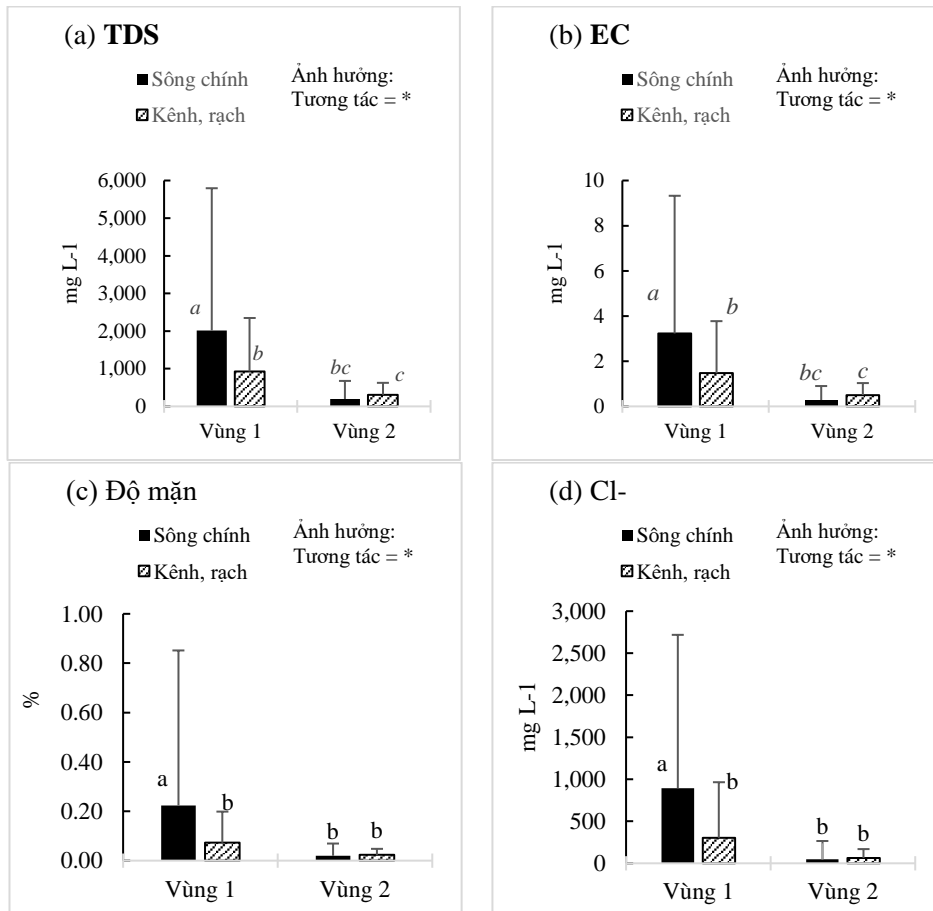 (a) TDS
■Sông chính
Kênh, rạch
Ảnh hưởng:
Tương tác = *
mg L-1
6,000
5,000
4,000
3,000
2,000
1,000
0
a
b
bc
c
Vùng 1
Vùng 2
(b) EC
Sông chính
Kênh, rạch
Ảnh hưởng:
Tương tác = *
mg L-1
10
8
6
4
2
0
a
b
bc
c
Vùng 1
Vùng 2
(c) Độ mặn
Sông chính
Kênh, rạch
Ảnh hưởng:
Tương tác = *
%
1.00
0.80
0.60
0.40
0.20
0.00
a
b
b
b
Vùng 1
Vùng 2
(d) Cl-
Sông chính
Kênh, rạch
Ảnh hưởng:
Tương tác = *
mg L-1
3,000
2,500
2,000
1,500
1,000
500
0
a
b
b
b
Vùng 1
Vùng 2